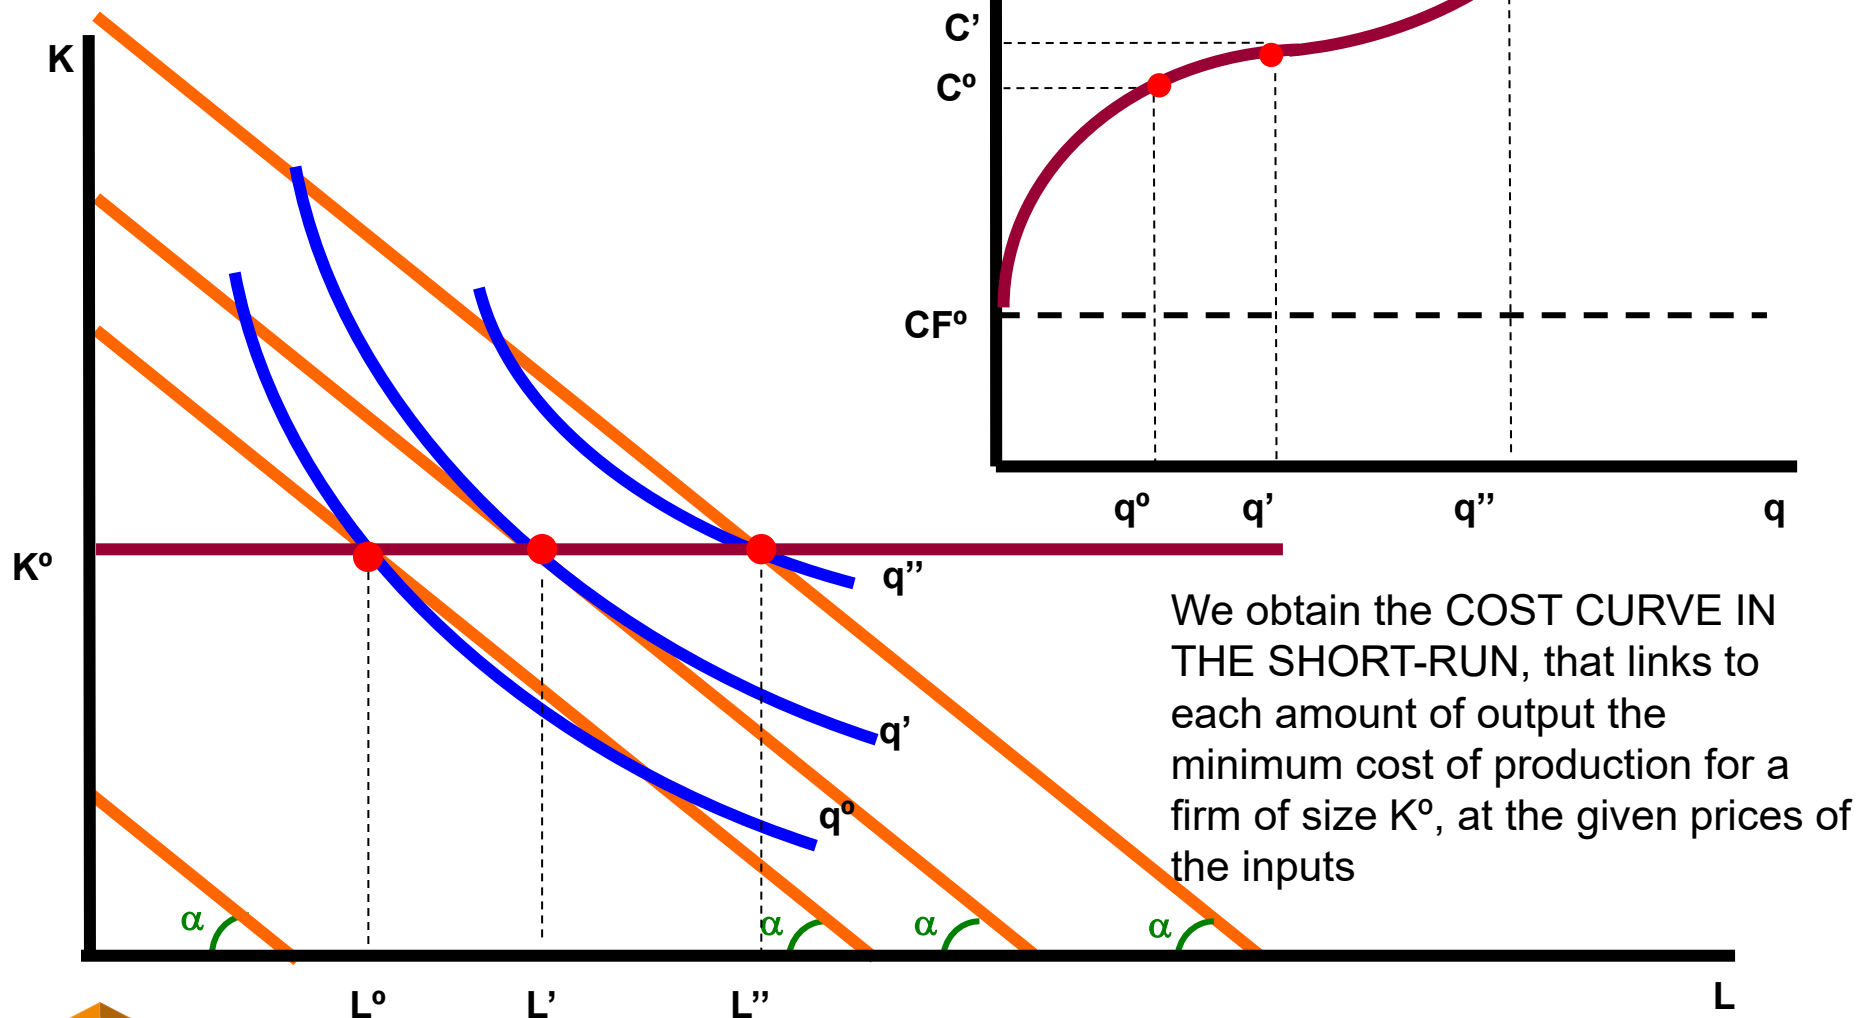 K
C’
Cº
CFº
qº q’ q’’ q
Kº
q’’
q’
qº
We obtain the COST CURVE IN
THE SHORT-RUN, that links to
each amount of output the
minimum cost of production for a
firm of size Kº, at the given prices of
the inputs
α α α α
Lº L’ L’’ L